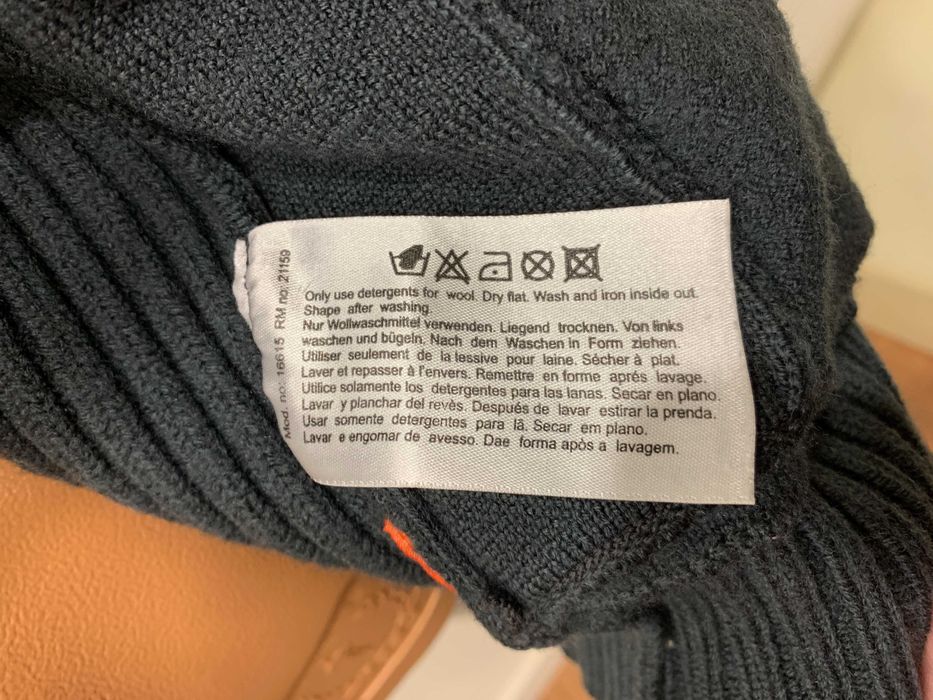 Only use detergents for wool. Dry flat. Wash and iron inside out.
Shape after washing.
Nur Wollwaschmittel verwenden. Liegend trocknen. Von links
waschen und bügeln. Nach dem Waschen in Form ziehen.
Utiliser seulement de la lessive pour laine. Sécher à plat.
Laver et repasser à l'envers. Remettre en forme aprés lavage.
Utilice solamente los detergentes para las lanas. Secar en plano.
Lavar y planchar del revès. Después de lavar estirar la prenda.
Usar somente detergentes para lã. Secar em plano.
Lavar e engomar de avesso. Dae forma apòs a lavagem.
Mod. no: 16615 RM no: 21159